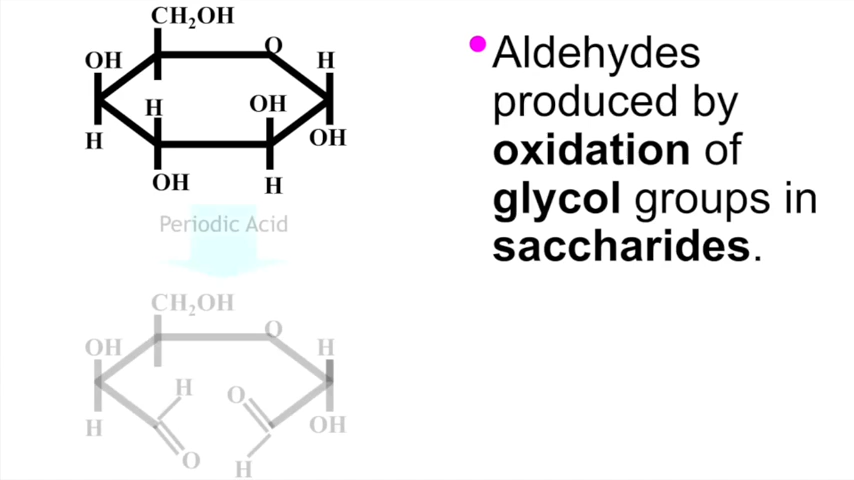 CH₂OH
O
OH
H
H
OH
H
OH
OH
H
Periodic Acid
CH₂OH
O
OH
H
H
O
H
OH
O
H
• Aldehydes
produced by
oxidation of
glycol groups in
saccharides.